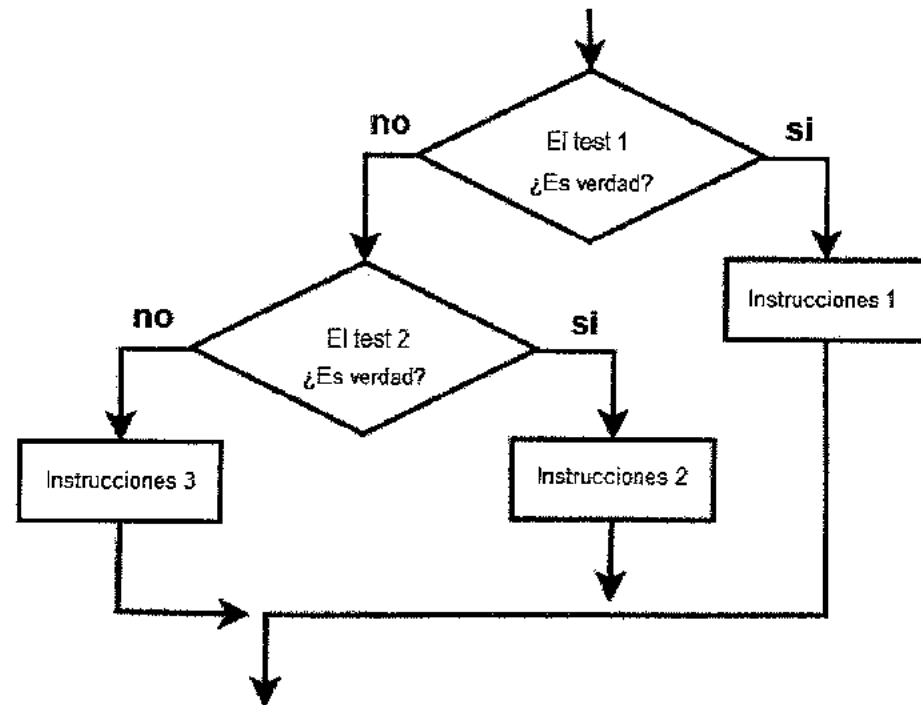 no
si
El test 1
¿Es verdad?
Instrucciones 1
no
si
El test 2
¿Es verdad?
Instrucciones 3
Instrucciones 2